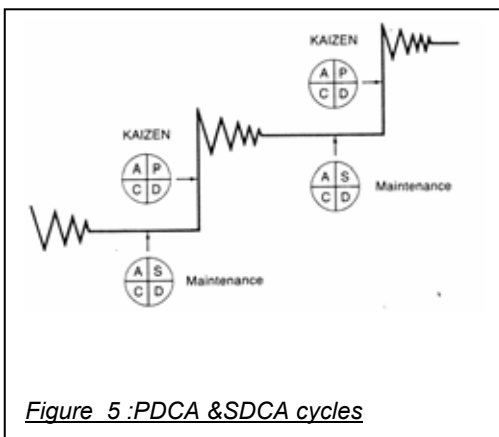 KAIZEN
A P
C D
KAIZEN
A P
C D
A S
C D
Maintenance
A S
C D
Maintenance
Figure 5 :PDCA &SDCA cycles